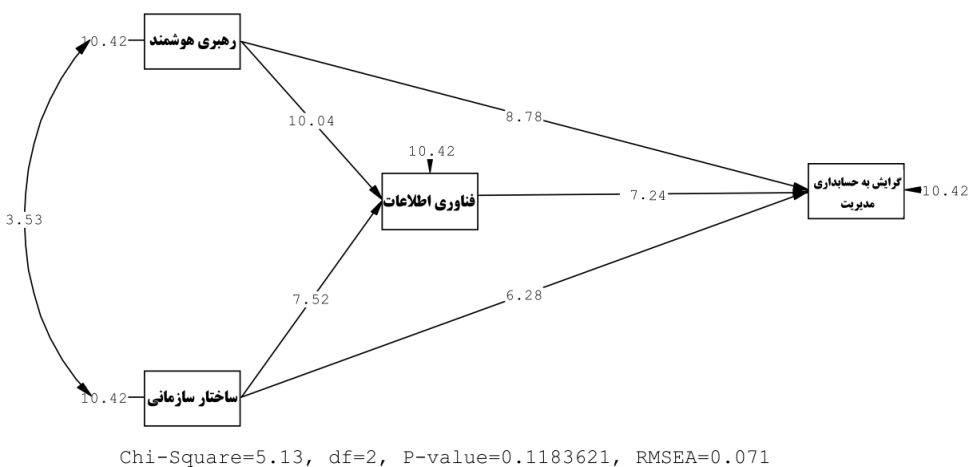 10.42
رهبری هوشمند
8.78
10.04
10.42
فناوری اطلاعات
7.24
گرایش به حسابداری
مدیریت
10.42
3.53
7.52
6.28
10.42
ساختار سازمانی
Chi-Square=5.13, df=2, P-value=0.1183621, RMSEA=0.071